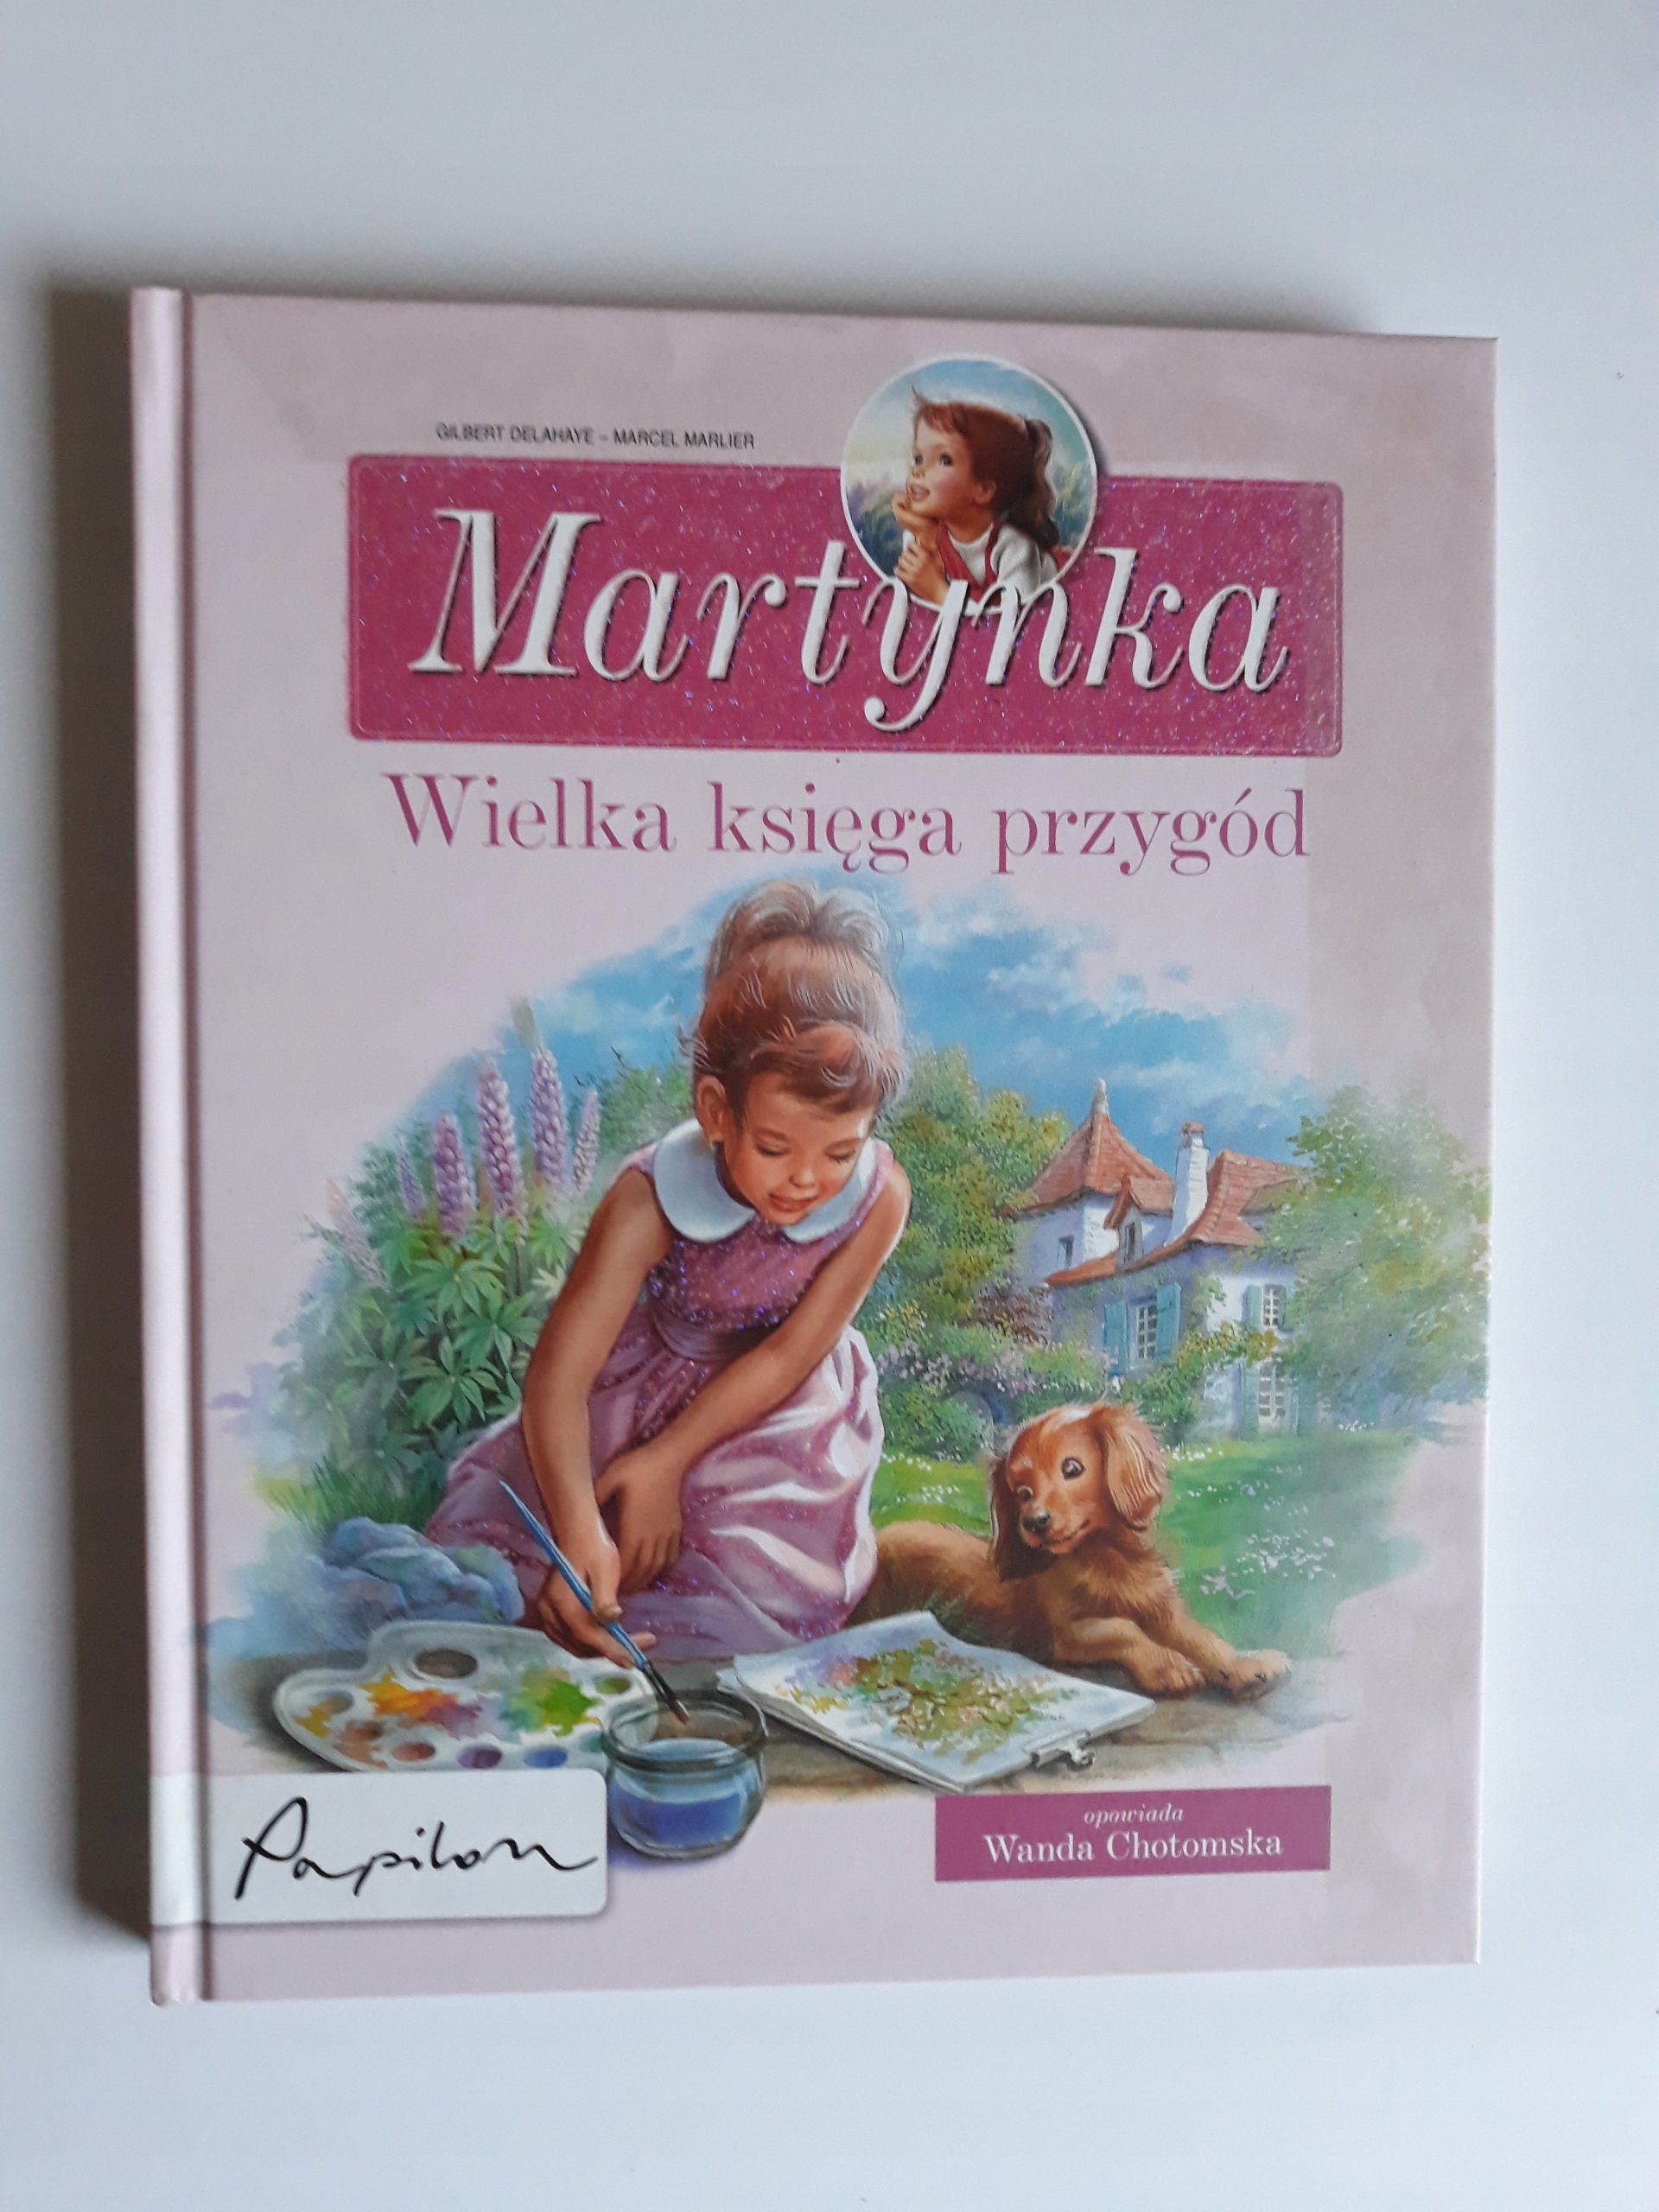 GILBERT DELAHAYE – MARCEL MARLIER
Martynka
Wielka księga przygód
Papilon
opowiada
Wanda Chotomska